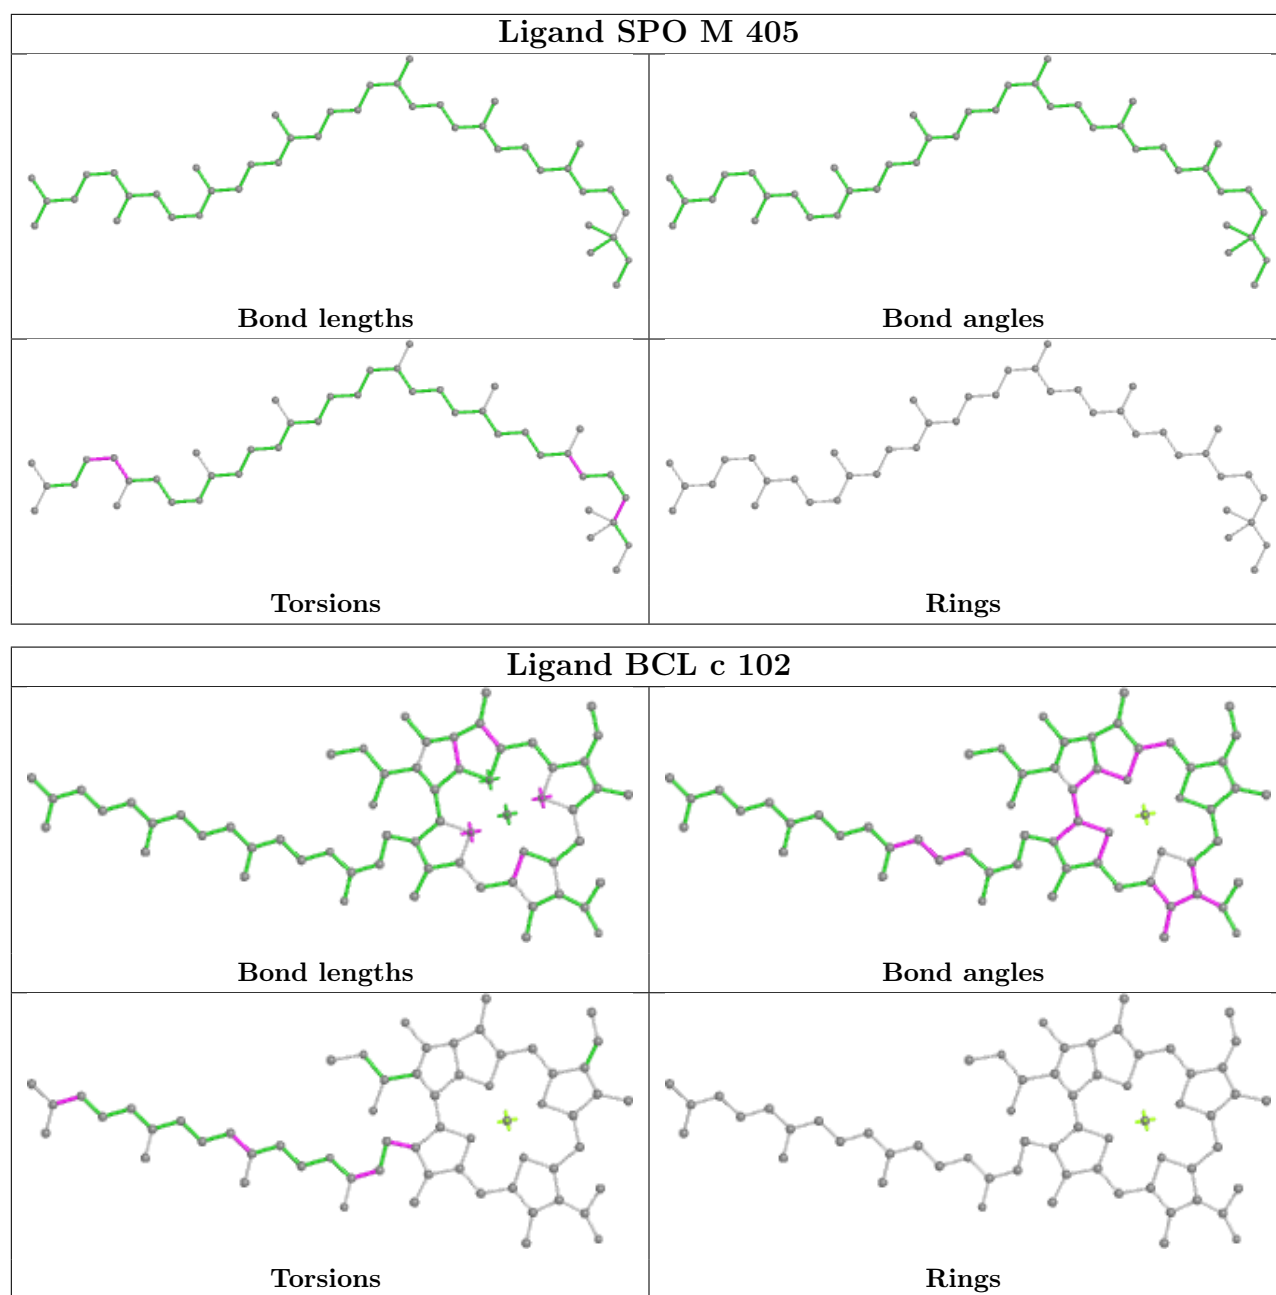 Ligand SPO M 405
Bond lengths
Bond angles
Torsions
Rings
Ligand BCL c 102
Bond lengths
Bond angles
Torsions
Rings